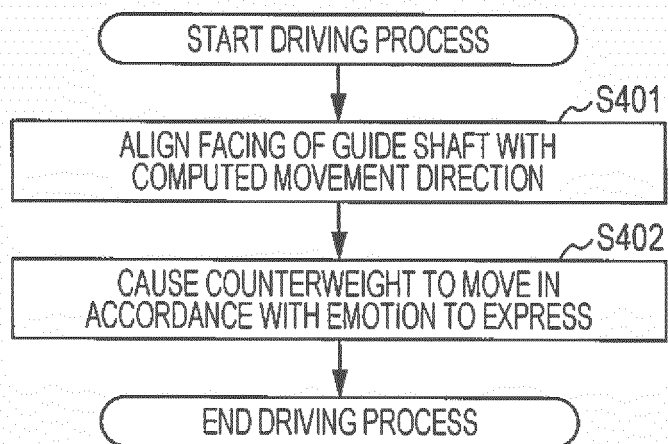 START DRIVING PROCESS
S401
ALIGN FACING OF GUIDE SHAFT WITH
COMPUTED MOVEMENT DIRECTION
S402
CAUSE COUNTERWEIGHT TO MOVE IN
ACCORDANCE WITH EMOTION TO EXPRESS
END DRIVING PROCESS